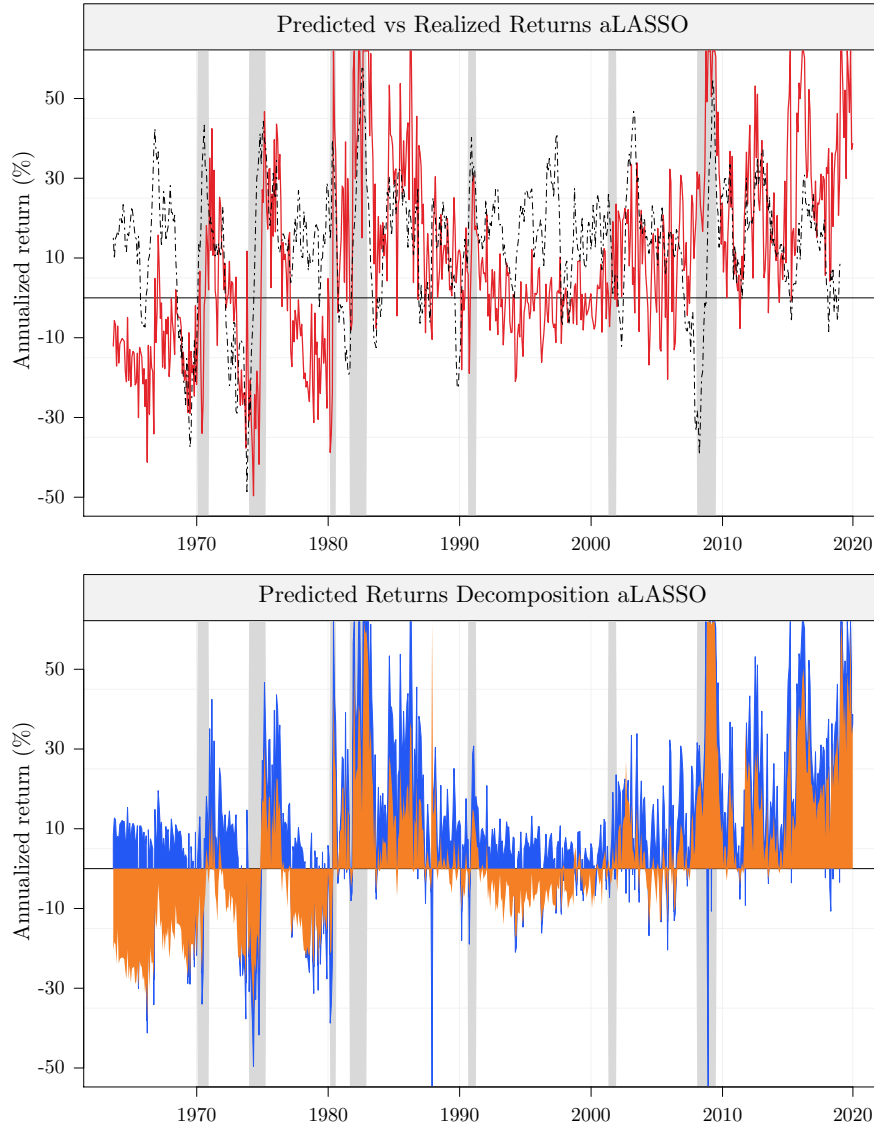 Predicted vs Realized Returns aLASSO
Annualized return (%)
50
30
10
-10
-30
-50
1970 1980 1990 2000 2010 2020
Predicted Returns Decomposition aLASSO
Annualized return (%)
50
30
10
-10
-30
-50
1970 1980 1990 2000 2010 2020